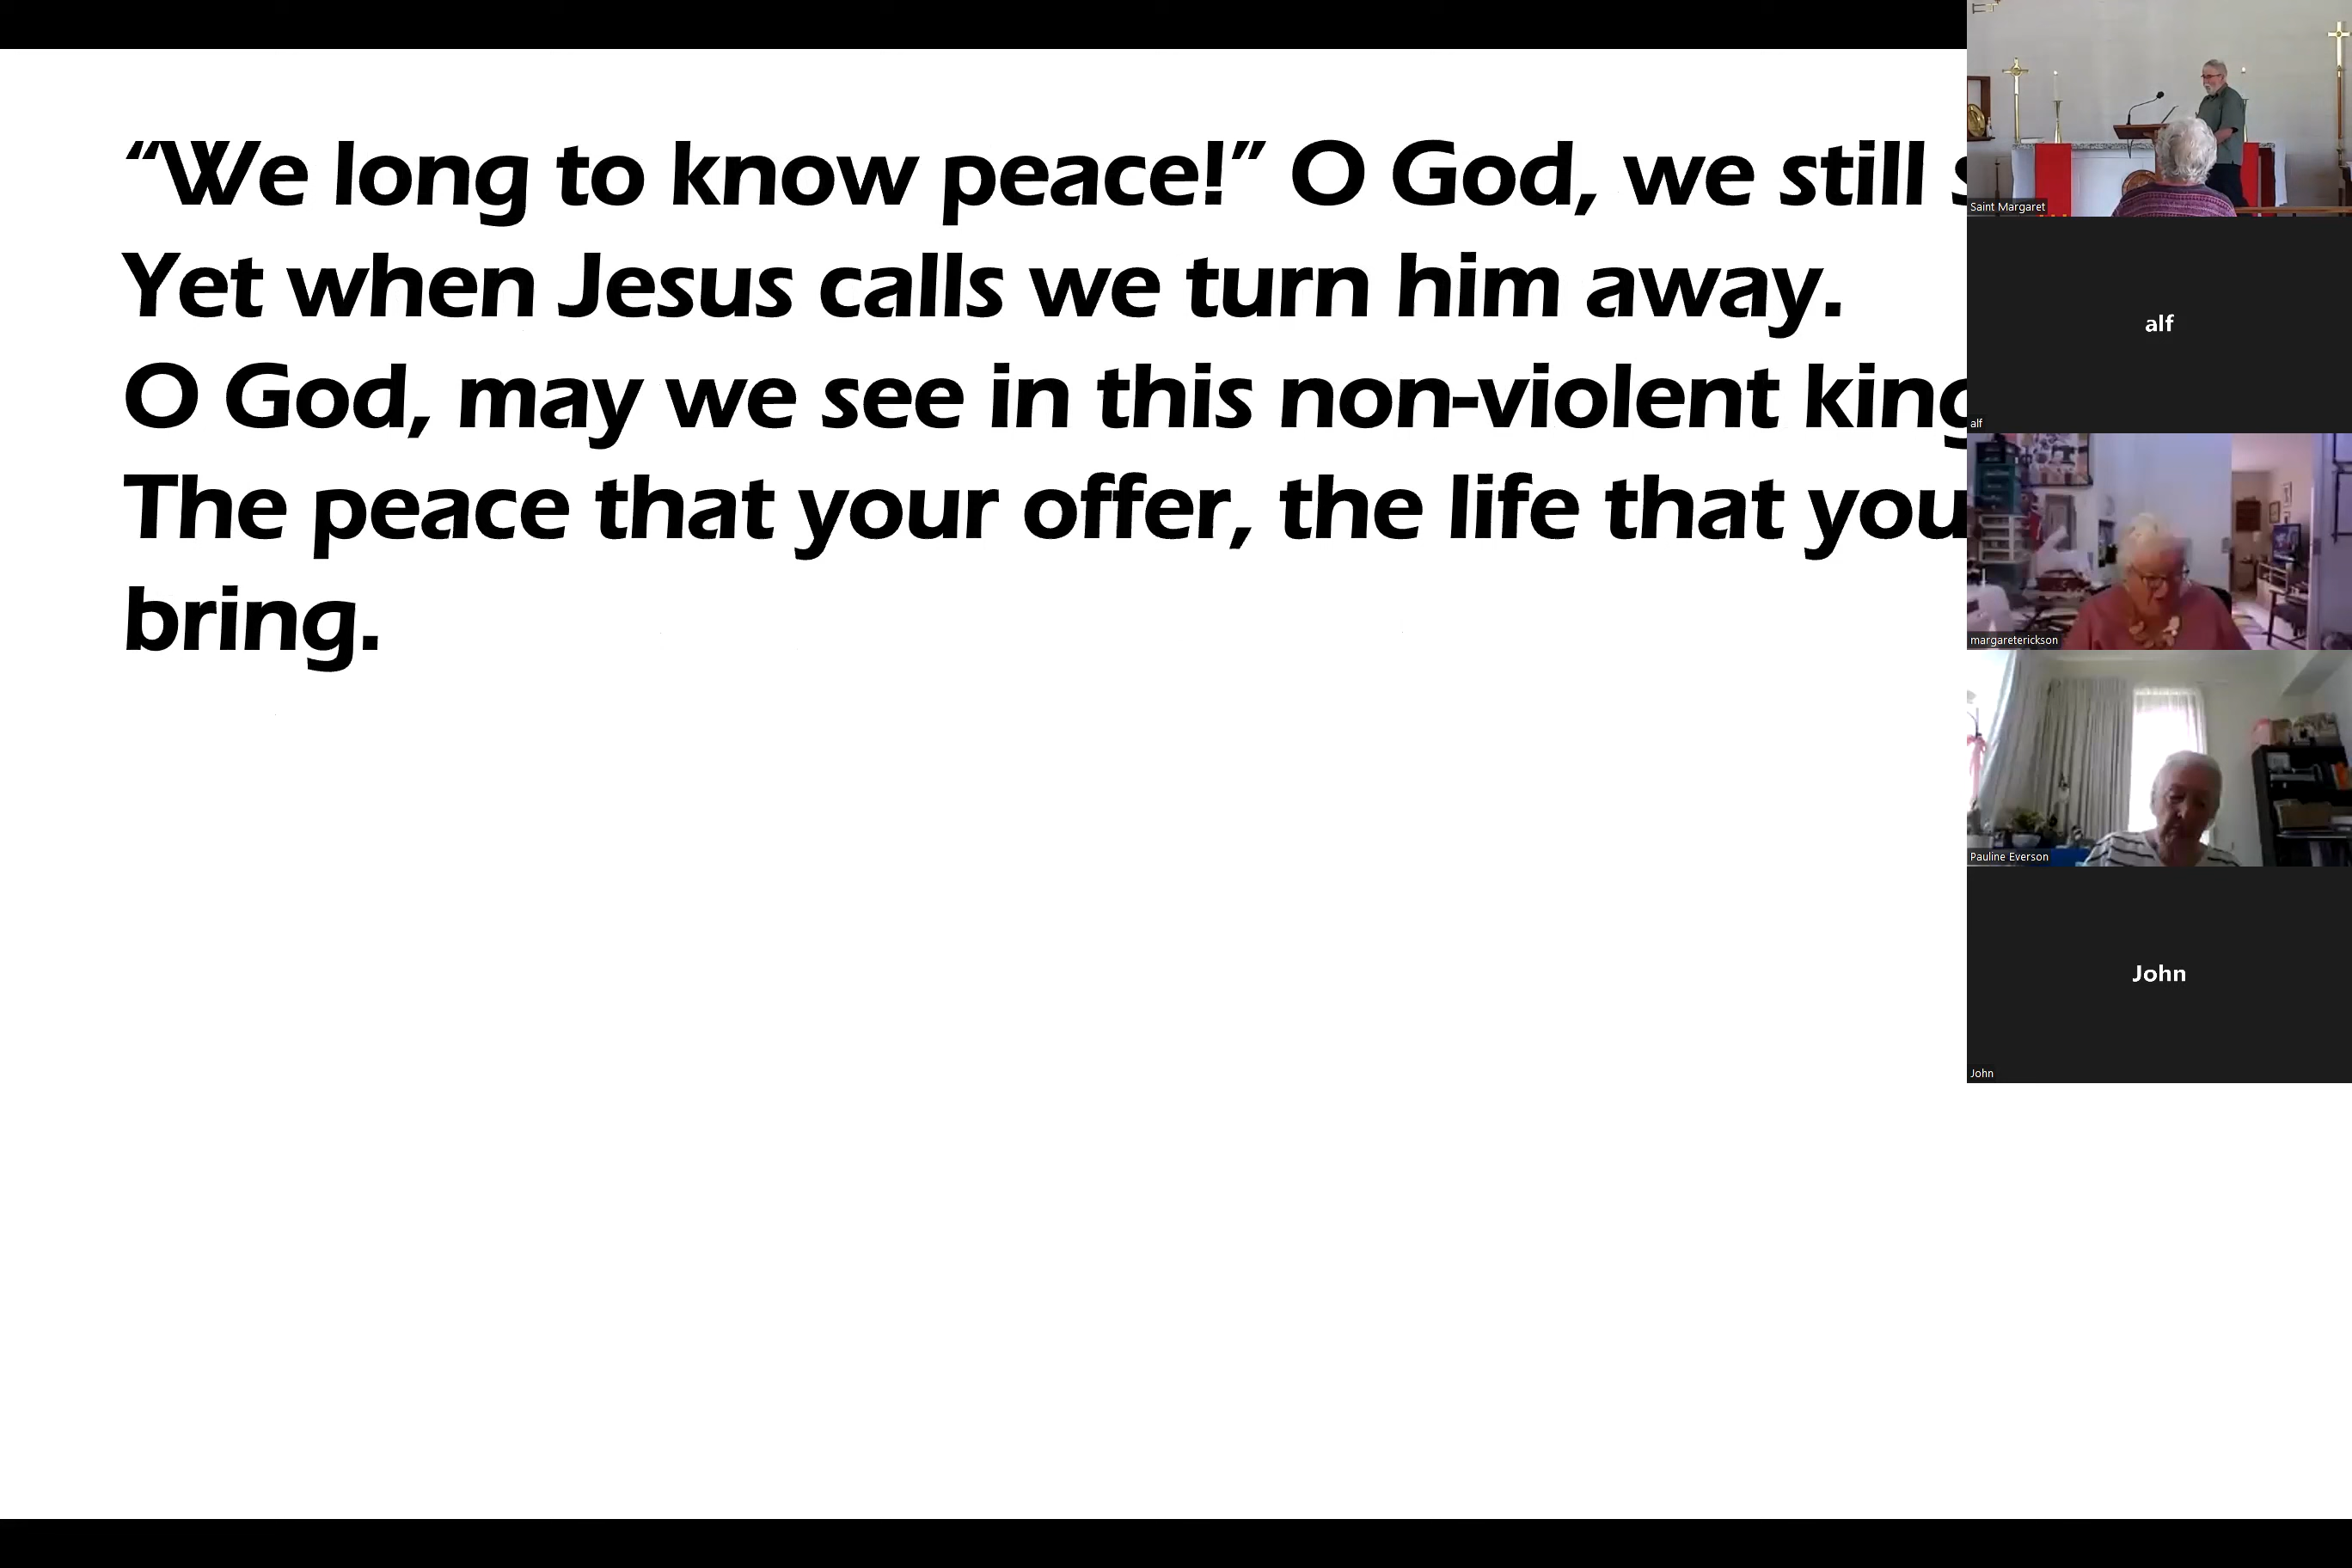 “We long to know peace!” O God, we still
Yet when Jesus calls we turn him away.
O God, may we see in this non-violent king
The peace that your offer, the life that you
bring.
Saint Margaret
alf
alf
margareterickson
Pauline Everson
John
John